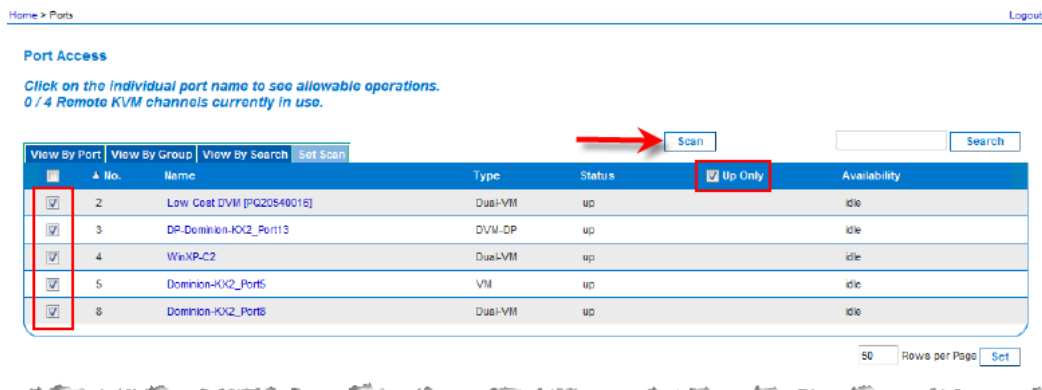 Home > Ports Logout
Port Access
Click on the individual port name to see allowable operations.
0 / 4 Remote KVM channels currently in use.
Scan Search
View By Port View By Group View By Search Set Scan
▲ No. Name Type Status Up Only Availability
2 Low Cost DVM [PQ20540016] Dual-VM up idle
3 DP-Dominion-KX2_Port13 DVM-DP up idle
4 WinXP-C2 Dual-VM up idle
5 Dominion-KX2_Port5 VM up idle
8 Dominion-KX2_Port8 Dual-VM up idle
50 Rows per Page Set